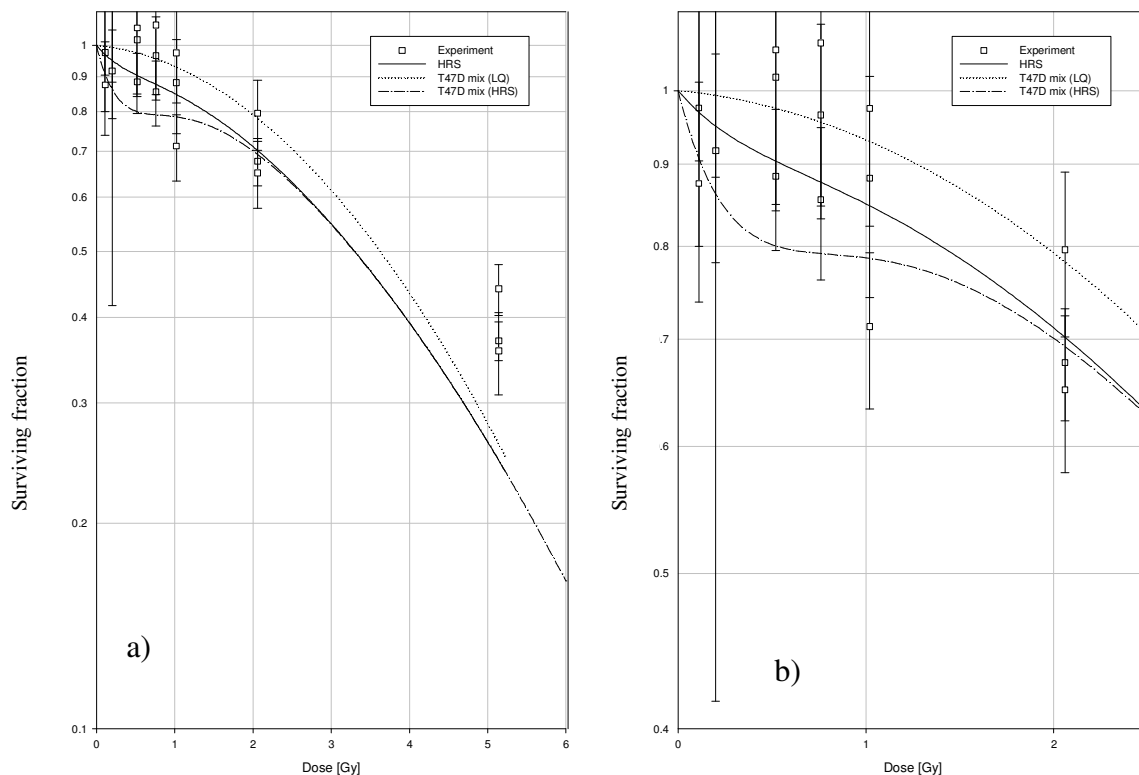 Experiment
HRS
T47D mix (LQ)
T47D mix (HRS)
1
0.9
0.8
0.7
0.6
0.5
0.4
0.3
0.2
0.1
Surviving fraction
a)
0
1
2
3
4
5
6
Dose [Gy]
Experiment
HRS
T47D mix (LQ)
T47D mix (HRS)
1
0.9
0.8
0.7
.6
0.5
0.4
Surviving fraction
b)
0
1
2
Dose [Gy]